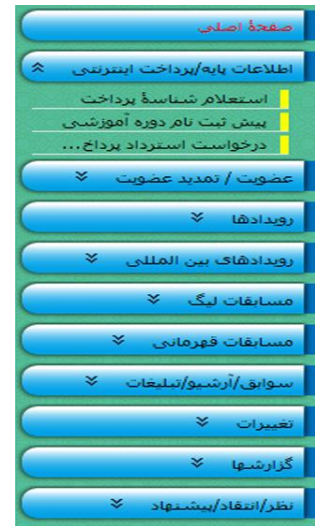 صفحهٔ اصلي
اطلاعات پایه/پرداخت اینترنتی
استعلام شناسهٔ پرداخت
پیش ثبت نام دوره آموزشی
درخواست استرداد پرداخ...
عضویت / تمدید عضویت
رویدادها
رویدادهای بین المللی
مسابقات لیگ
مسابقات قهرمانی
سوابق/آرشیو/تبلیغات
تغییرات
گزارشها
نظر/انتقاد/پیشنهاد